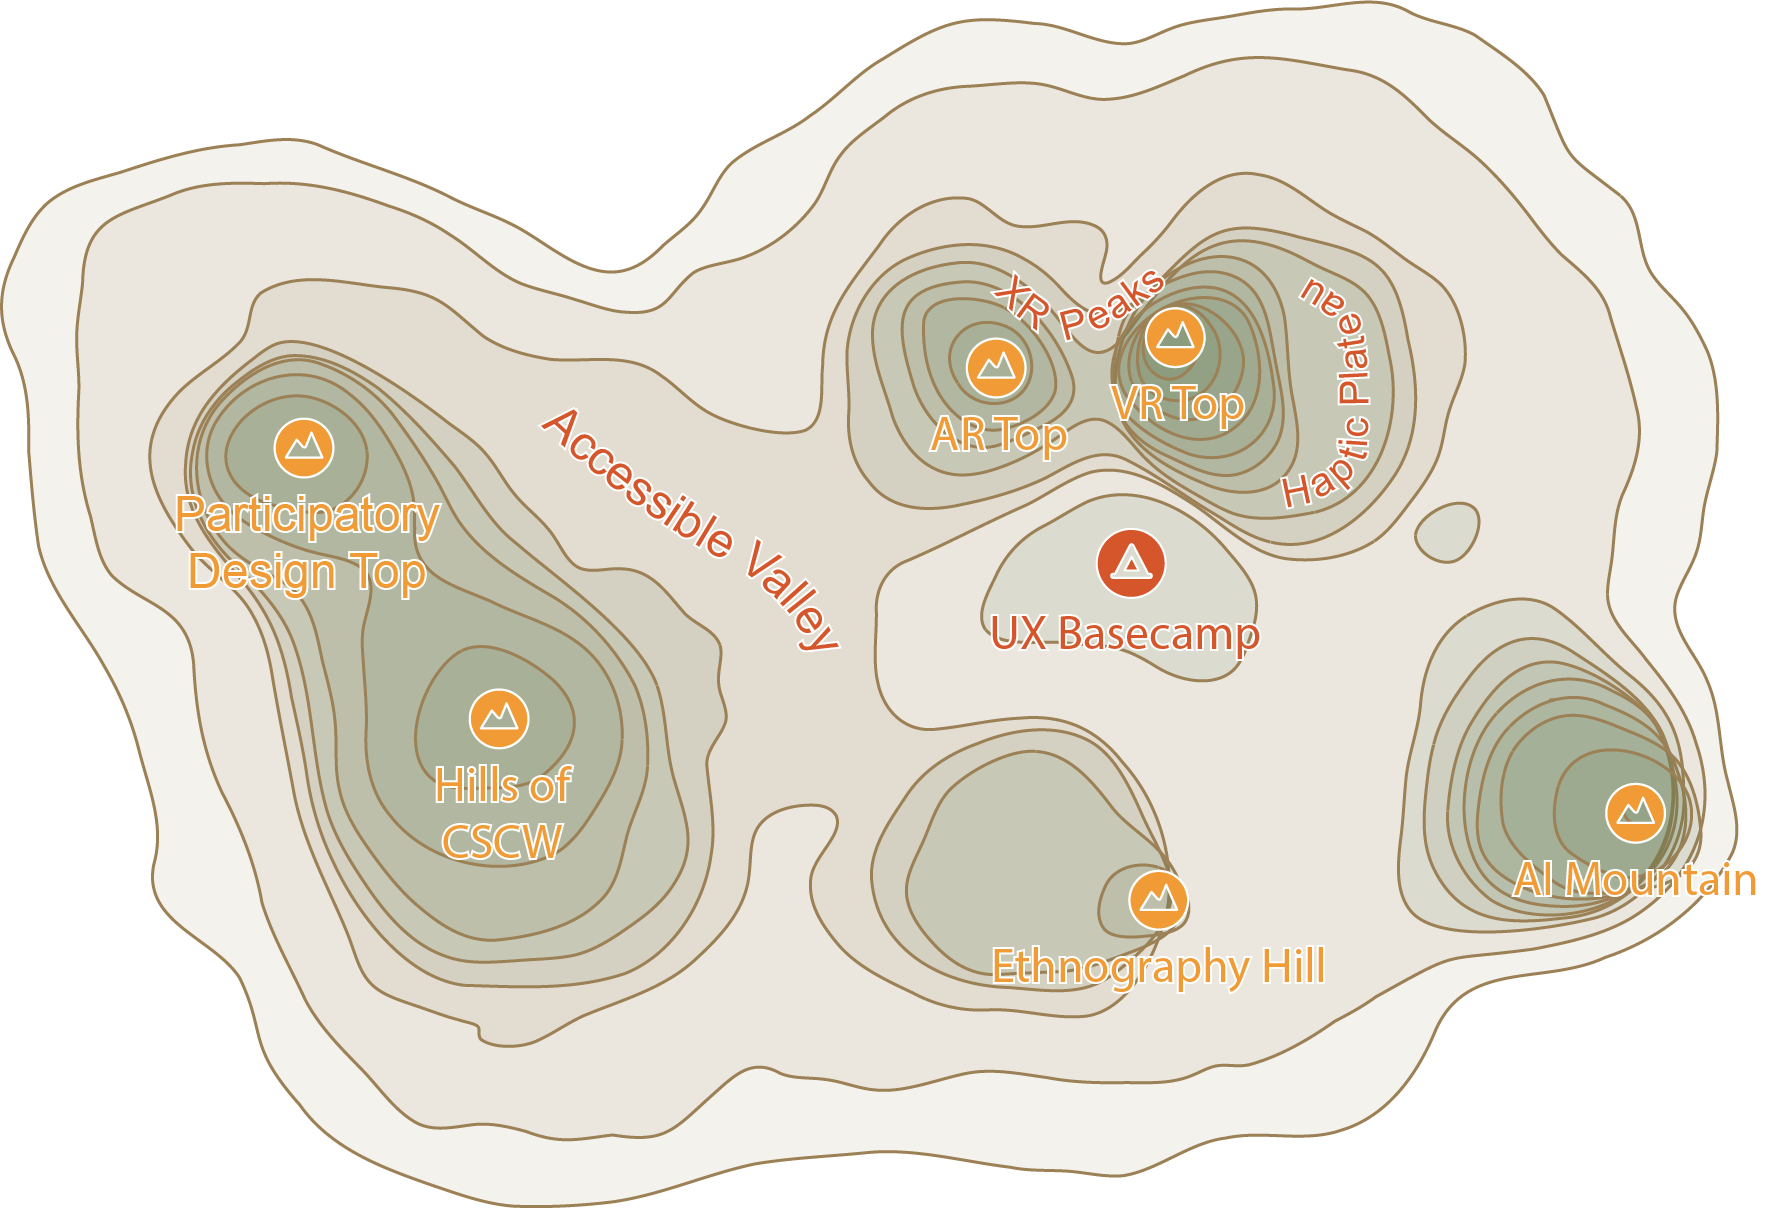 XR Peaks
Haptic Plateau
VR Top
AR Top
Accessible Valley
Participatory
Design Top
UX Basecamp
Hills of
CSCW
AI Mountain
Ethnography Hill